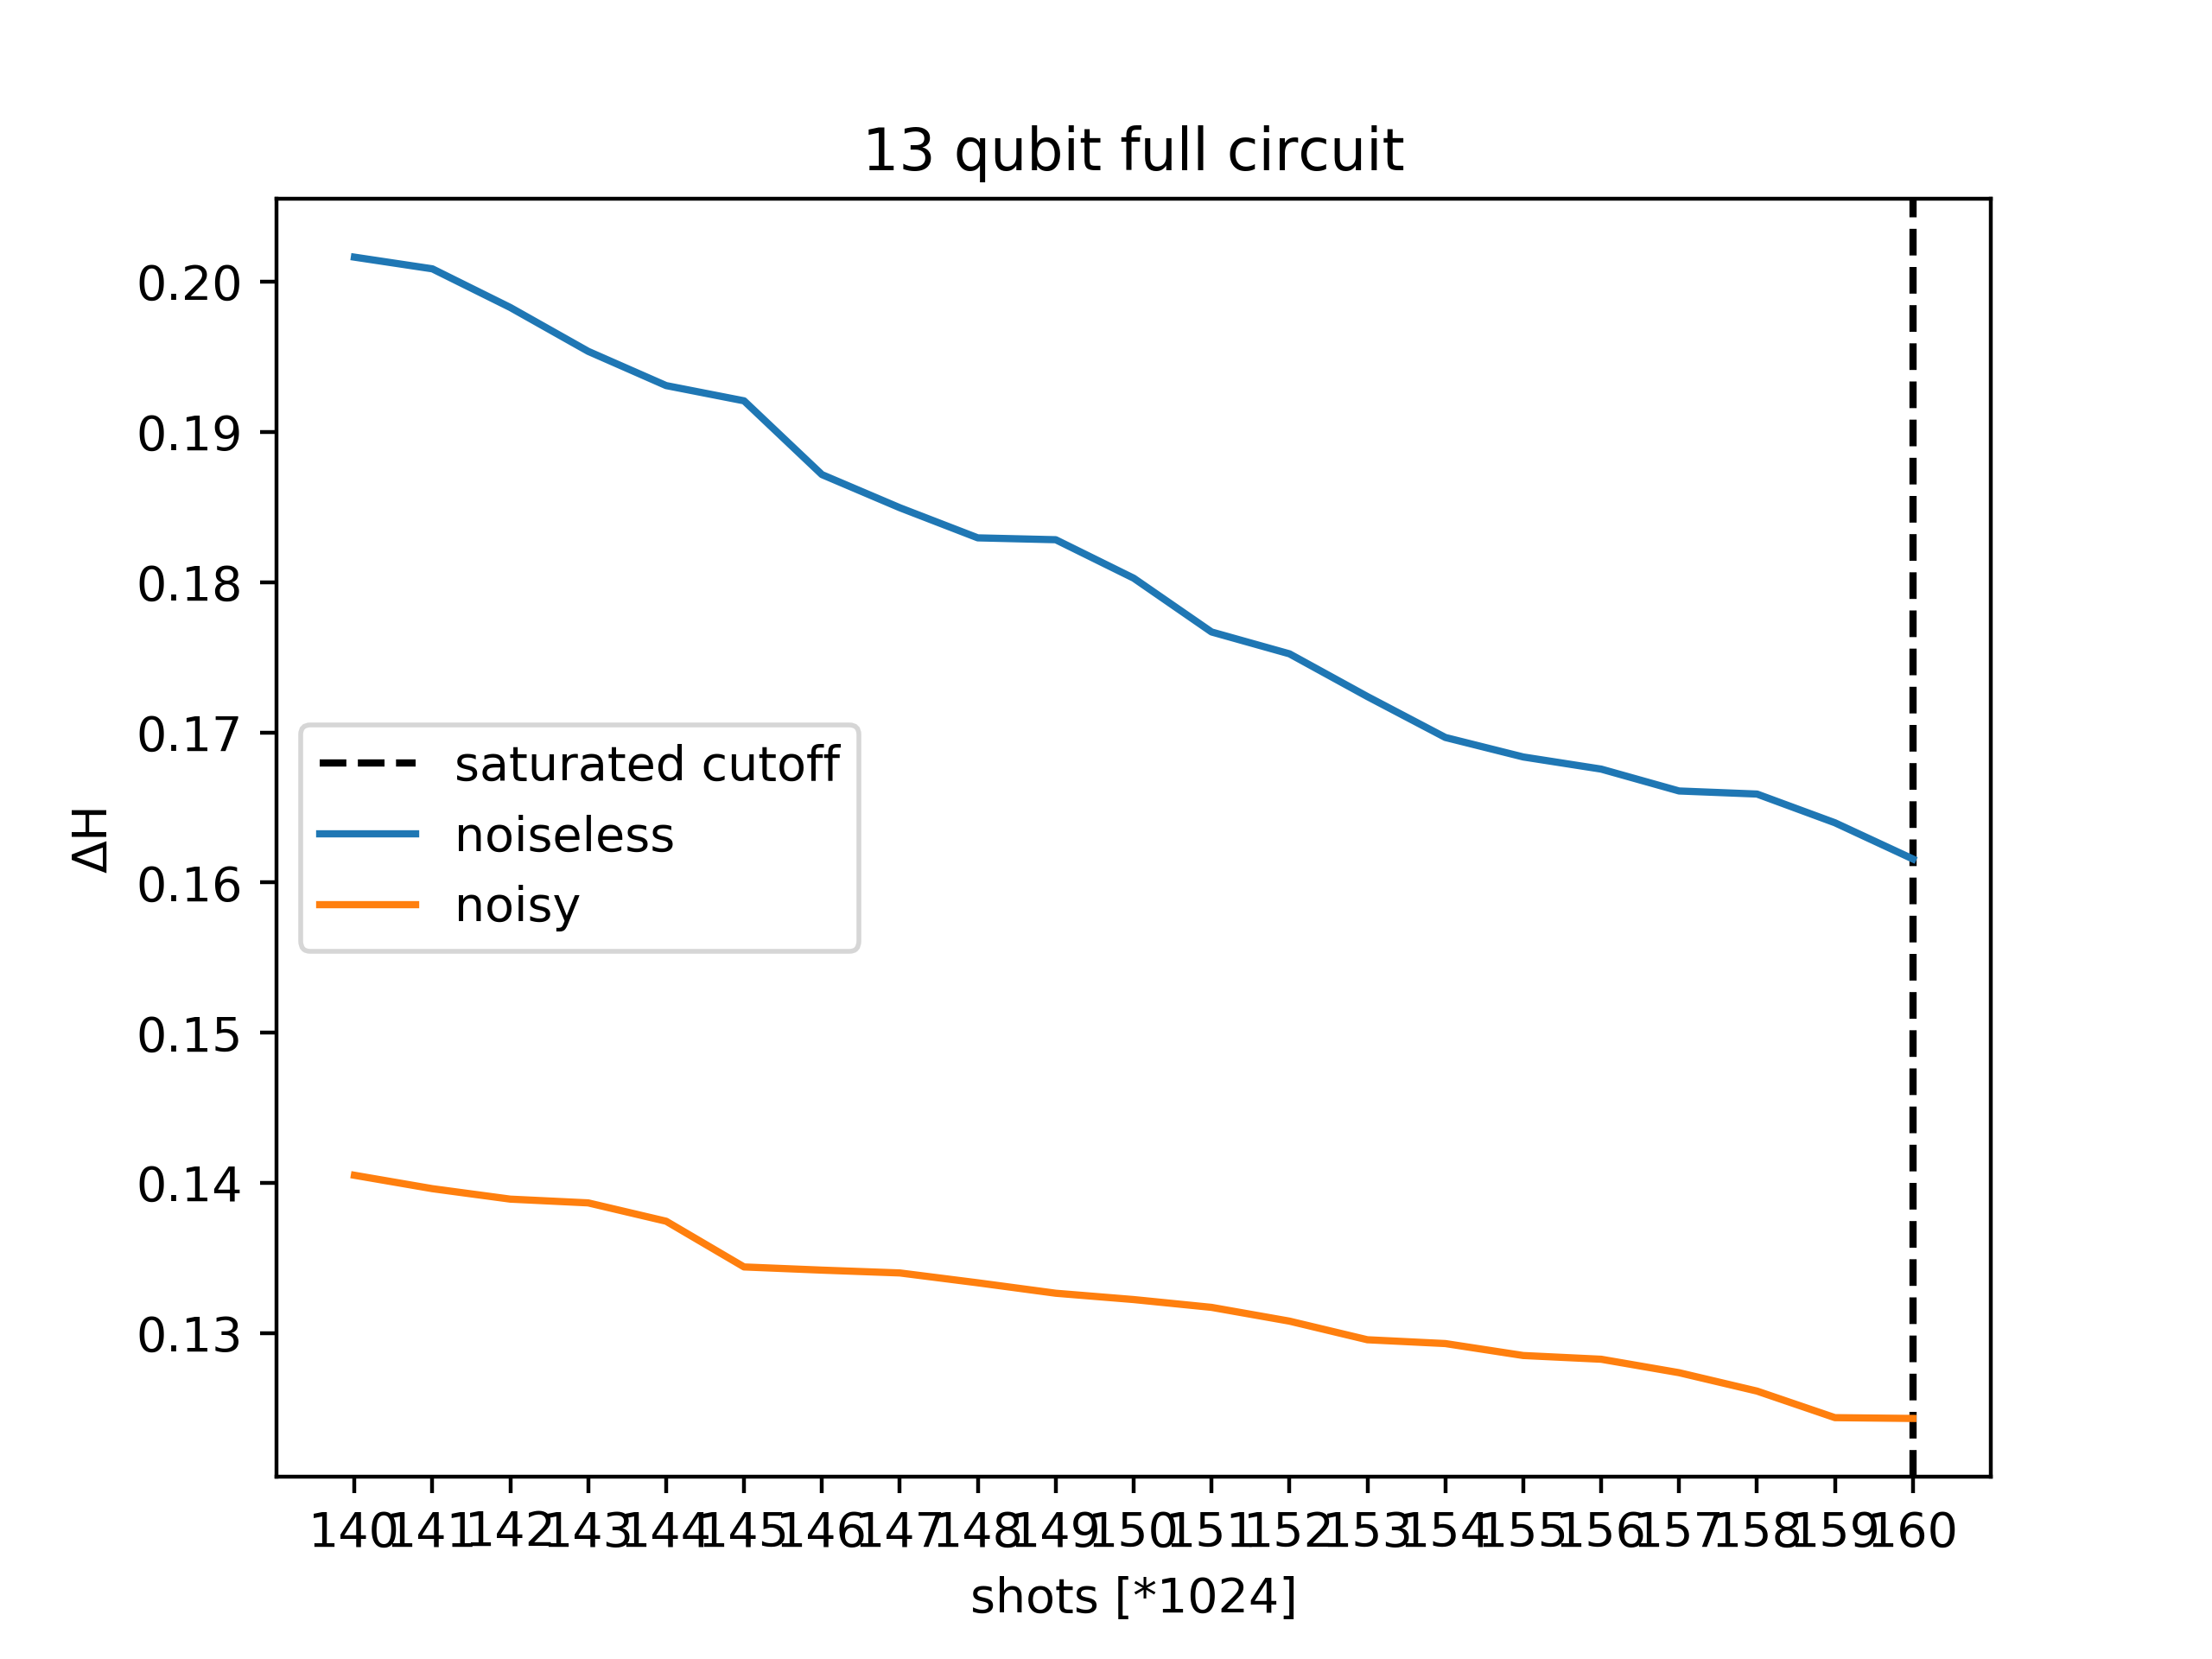 13 qubit full circuit
0.20
0.19
0.18
0.17
0.16
0.15
0.14
0.13
ΔH
saturated cutoff
noiseless
noisy
140 141 142 143 144 145 146 147 148 149 150 151 152 153 154 155 156 157 158 159 160
shots [*1024]